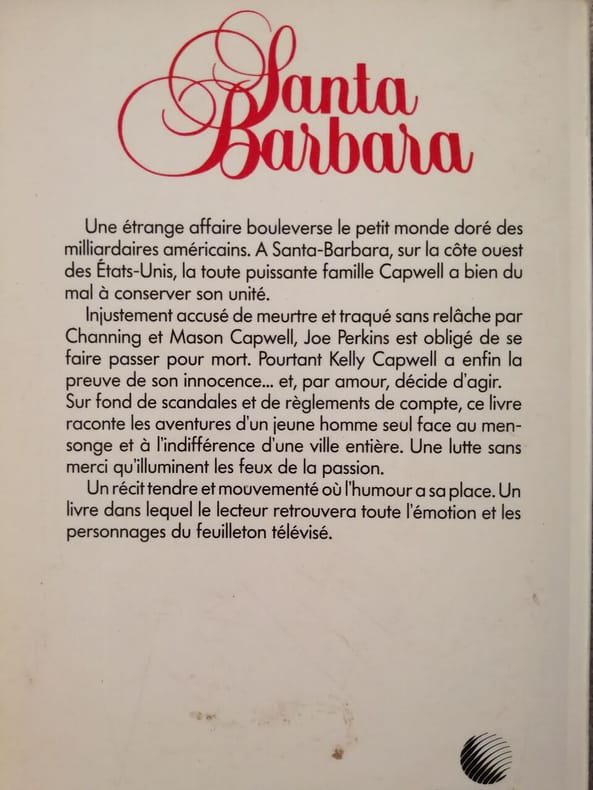 Santa
Barbara
Une étrange affaire bouleverse le petit monde doré des
milliardaires américains. A Santa-Barbara, sur la côte ouest
des États-Unis, la toute puissante famille Capwell a bien du
mal à conserver son unité.
Injustement accusé de meurtre et traqué sans relâche par
Channing et Mason Capwell, Joe Perkins est obligé de se
faire passer pour mort. Pourtant Kelly Capwell a enfin la
preuve de son innocence... et, par amour, décide d'agir.
Sur fond de scandales et de règlements de compte, ce livre
raconte les aventures d'un jeune homme seul face au men-
songe et à l'indifférence d'une ville entière. Une lutte sans
merci qu'illuminent les feux de la passion.
Un récit tendre et mouvementé où l'humour a sa place. Un
livre dans lequel le lecteur retrouvera toute l'émotion et les
personnages du feuilleton télévisé.